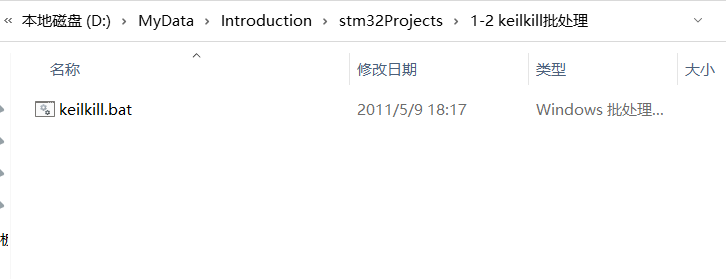 « 本地磁盘 (D:) › MyData › Introduction › stm32Projects › 1-2 keilkill批处理
名称 修改日期 类型 大小
keilkill.bat 2011/5/9 18:17 Windows 批处理...